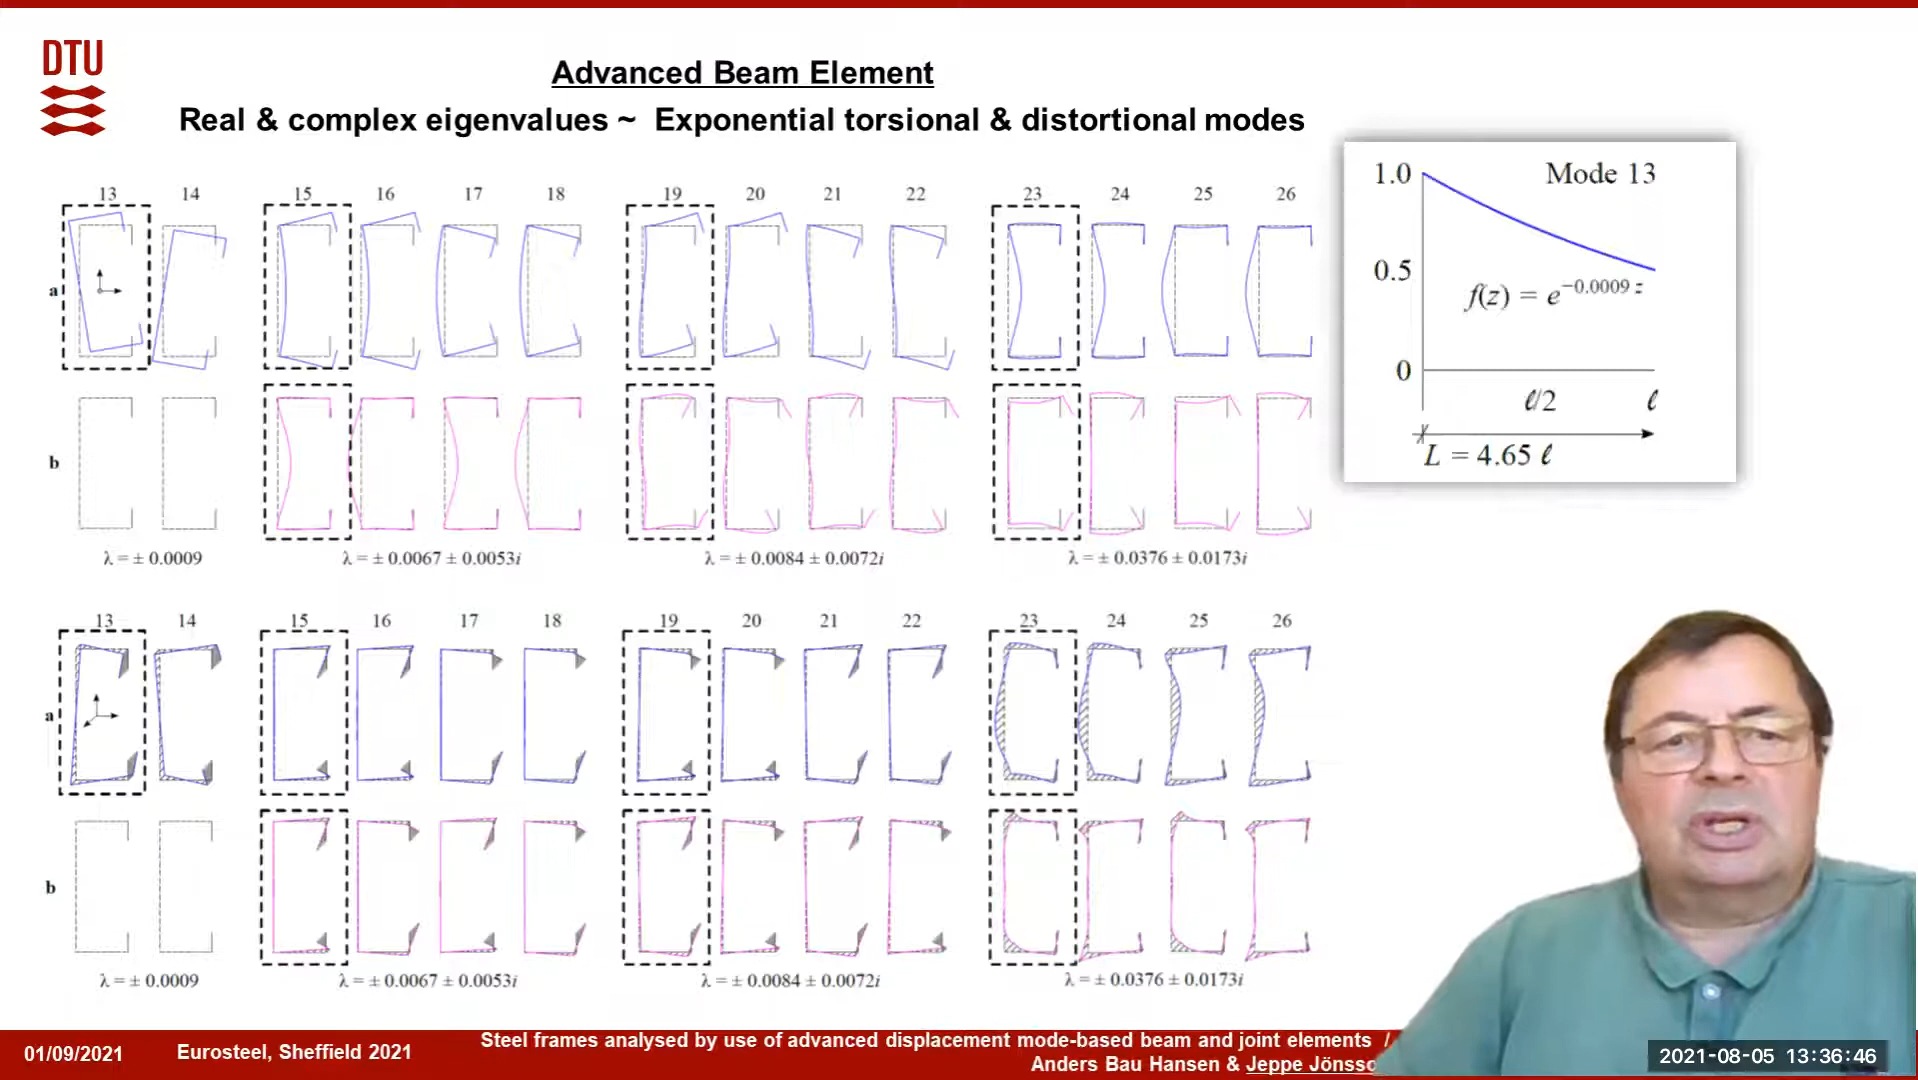 DTU
Advanced Beam Element
Real & complex eigenvalues ~ Exponential torsional & distortional modes
13 14 15 16 17 18 19 20 21 22 23 24 25 26
a
b
λ = ± 0.0009 λ = ± 0.0067 ± 0.0053i λ = ± 0.0084 ± 0.0072i λ = ± 0.0376 ± 0.0173i
1.0 Mode 13
0.5
f(z) = e^−0.0009 z
0
ℓ/2 ℓ
L = 4.65 ℓ
13 14 15 16 17 18 19 20 21 22 23 24 25 26
a
b
λ = ± 0.0009 λ = ± 0.0067 ± 0.0053i λ = ± 0.0084 ± 0.0072i λ = ± 0.0376 ± 0.0173i
01/09/2021
Eurosteel, Sheffield 2021
Steel frames analysed by use of advanced displacement mode-based beam and joint elements /
Anders Bau Hansen & Jeppe Jönsso
2021-08-05 13:36:46